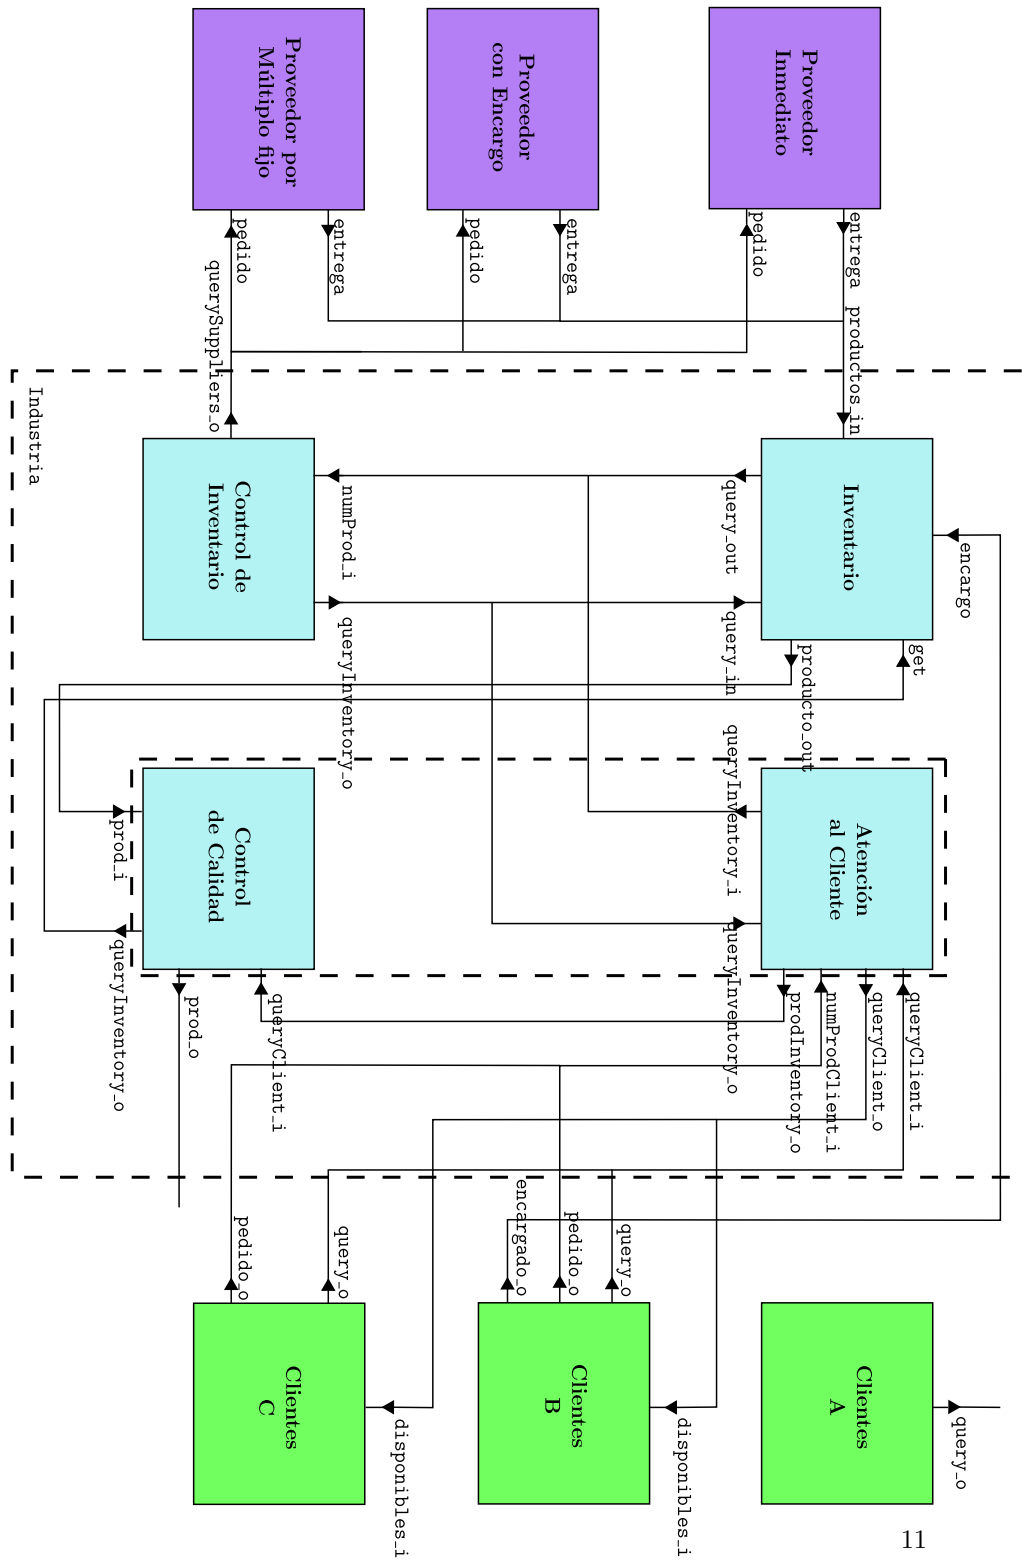 Proveedor por
Múltiplo fijo
Proveedor
con Encargo
Proveedor
Inmediato
pedido
entrega
pedido
entrega
pedido
entrega
querySuppliers_o
productos_in
Industria
Control de
Inventario
Inventario
numProd_i
queryInventory_o
query_out
query_in
encargo
producto_out
get
Control
de Calidad
Atención
al Cliente
prod_i
queryInventory_o
queryInventory_i
queryInventory_o
prod_o
queryClient_i
prodInventory_o
numProdClient_i
queryClient_o
queryClient_i
pedido_o
query_o
encargado_o
pedido_o
query_o
Clientes
C
Clientes
B
Clientes
A
disponibles_i
disponibles_i
query_o
11